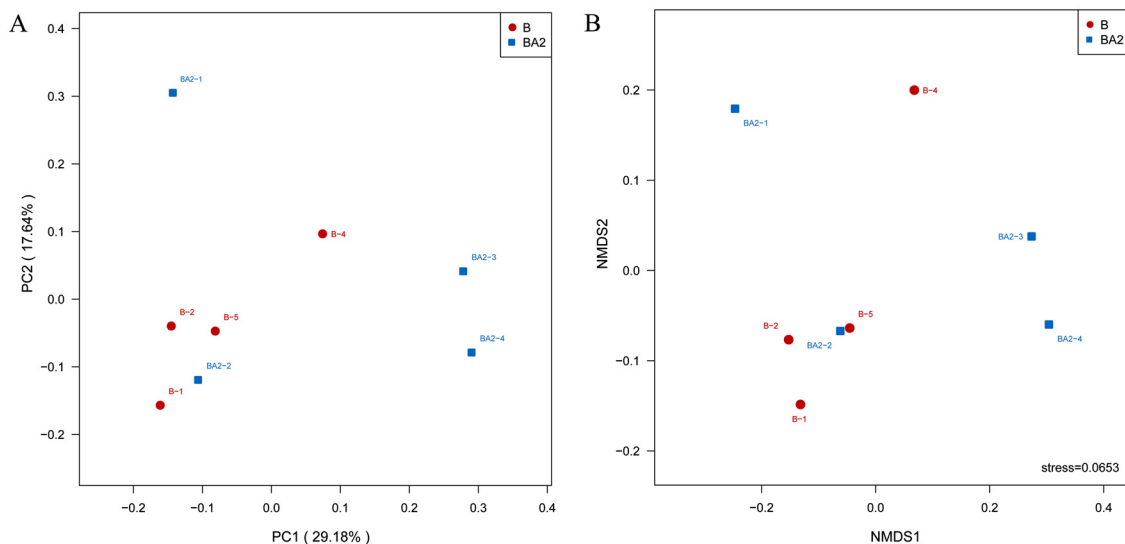 A
B
BA2
BA2−1
B−4
BA2−3
B−2
B−5
BA2−4
BA2−2
B−1
0.4
0.3
0.2
0.1
0.0
−0.1
−0.2
PC2 ( 17.64% )
−0.2
−0.1
0.0
0.1
0.2
0.3
0.4
PC1 ( 29.18% )
B
B
BA2
B−4
BA2−1
BA2−3
B−5
B−2
BA2−2
BA2−4
B−1
0.2
0.1
0.0
−0.1
−0.2
NMDS2
stress=0.0653
−0.2
0.0
0.2
0.4
NMDS1